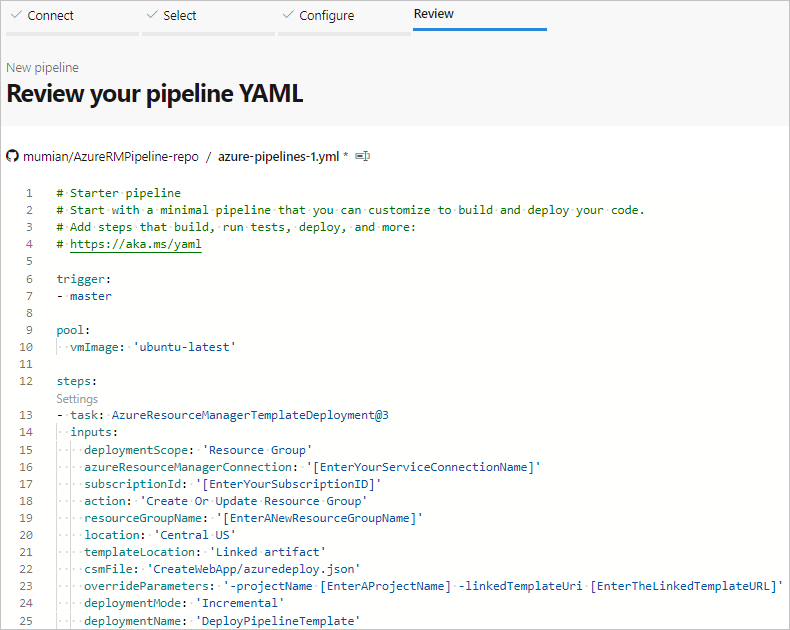 Connect
Select
Configure
Review
New pipeline
Review your pipeline YAML
mumian/AzureRMPipeline-repo / azure-pipelines-1.yml *
1 # Starter pipeline
2 # Start with a minimal pipeline that you can customize to build and deploy your code.
3 # Add steps that build, run tests, deploy, and more:
4 # https://aka.ms/yaml
5
6 trigger:
7 - master
8
9 pool:
10   vmImage: 'ubuntu-latest'
11
12 steps:
Settings
13 - task: AzureResourceManagerTemplateDeployment@3
14   inputs:
15     deploymentScope: 'Resource Group'
16     azureResourceManagerConnection: '[EnterYourServiceConnectionName]'
17     subscriptionId: '[EnterYourSubscriptionID]'
18     action: 'Create Or Update Resource Group'
19     resourceGroupName: '[EnterANewResourceGroupName]'
20     location: 'Central US'
21     templateLocation: 'Linked artifact'
22     csmFile: 'CreateWebApp/azuredeploy.json'
23     overrideParameters: '-projectName [EnterAProjectName] -linkedTemplateUri [EnterTheLinkedTemplateURL]'
24     deploymentMode: 'Incremental'
25     deploymentName: 'DeployPipelineTemplate'